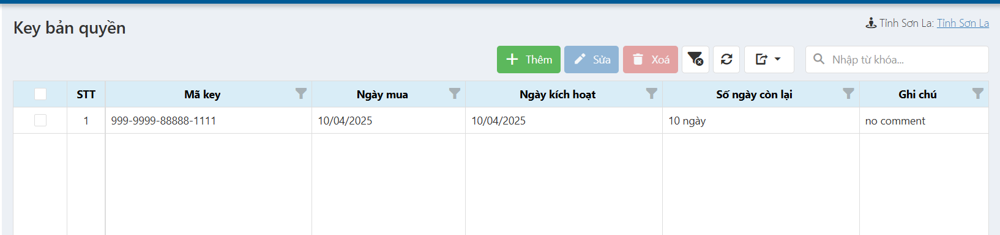 Key bản quyền
Tỉnh Sơn La: Tỉnh Sơn La
Thêm Sửa Xoá Nhập từ khóa...
STT Mã key Ngày mua Ngày kích hoạt Số ngày còn lại Ghi chú
1 999-9999-88888-1111 10/04/2025 10/04/2025 10 ngày no comment